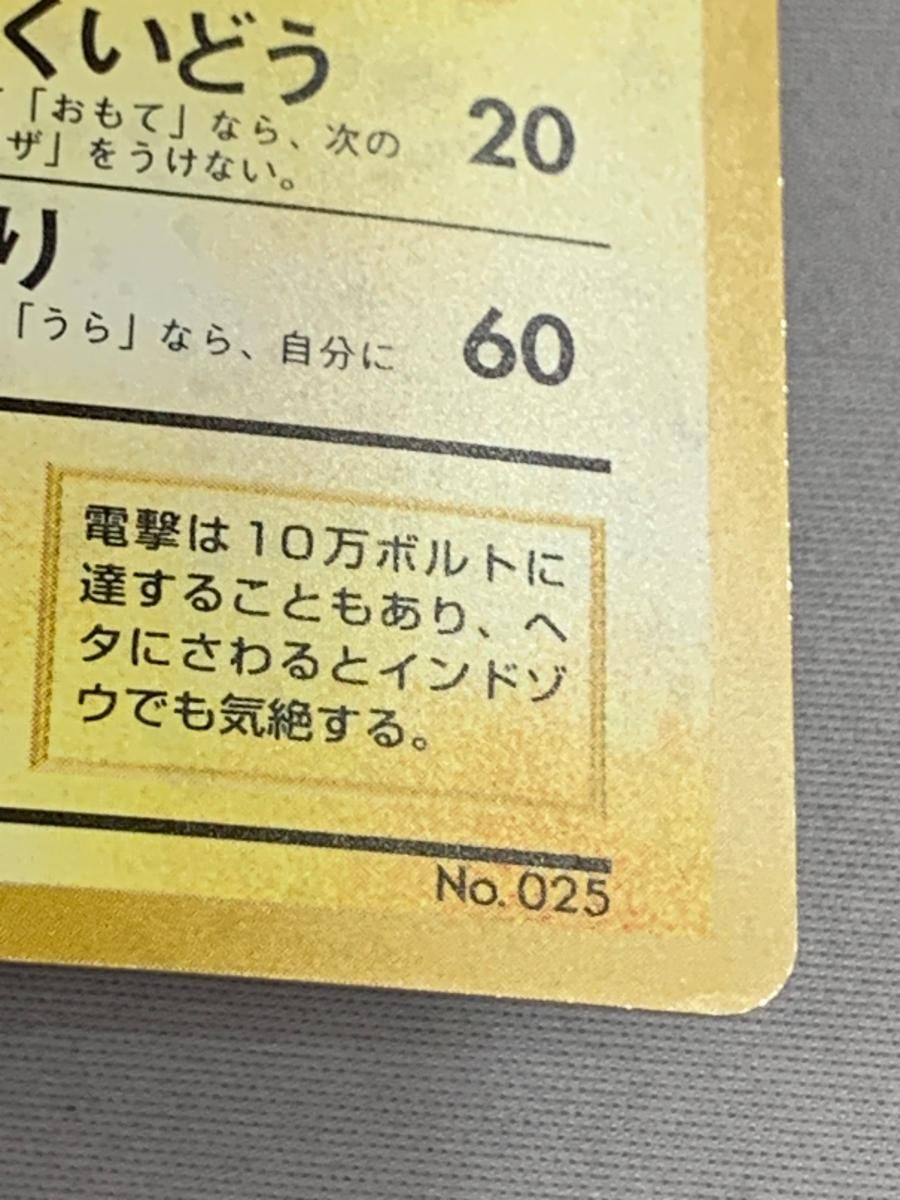 くいどう
「おもて」なら、次の 20
ザ」をうけない。
り
「うら」なら、自分に 60
電撃は10万ボルトに
達することもあり、ヘ
タにさわるとインドゾ
ウでも気絶する。
No. 025